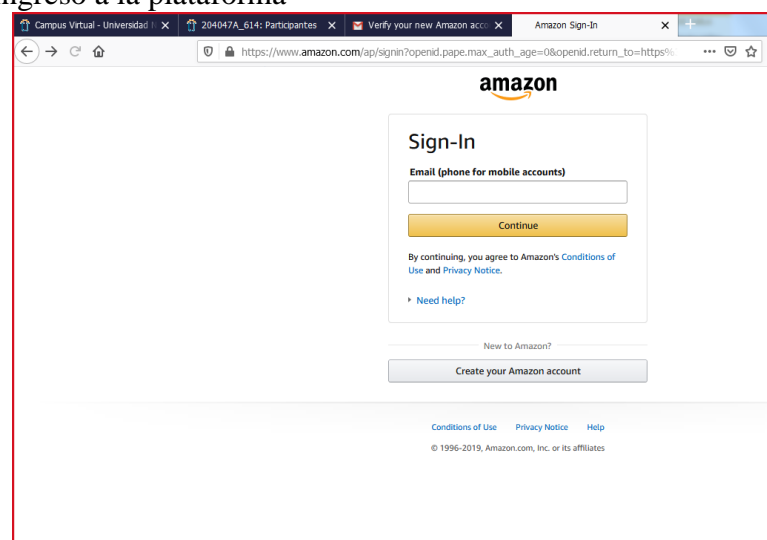 ngreso a la plataforma
Campus Virtual - Universidad N
204047A_614: Participantes
Verify your new Amazon acco
Amazon Sign-In
https://www.amazon.com/ap/signin?openid.pape.max_auth_age=0&openid.return_to=https%
amazon
Sign-In
Email (phone for mobile accounts)
Continue
By continuing, you agree to Amazon's Conditions of
Use and Privacy Notice.
Need help?
New to Amazon?
Create your Amazon account
Conditions of Use Privacy Notice Help
© 1996-2019, Amazon.com, Inc. or its affiliates